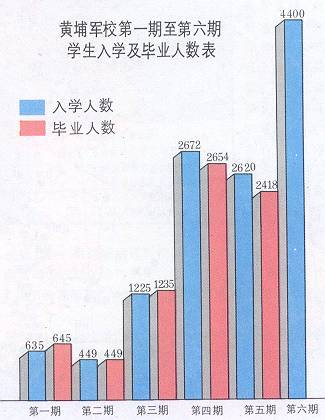 黄埔军校第一期至第六期
学生入学及毕业人数表
入学人数
毕业人数
4400
2672
2654
2620
2418
1225
1235
635
645
449
449
第一期
第二期
第三期
第四期
第五期
第六期